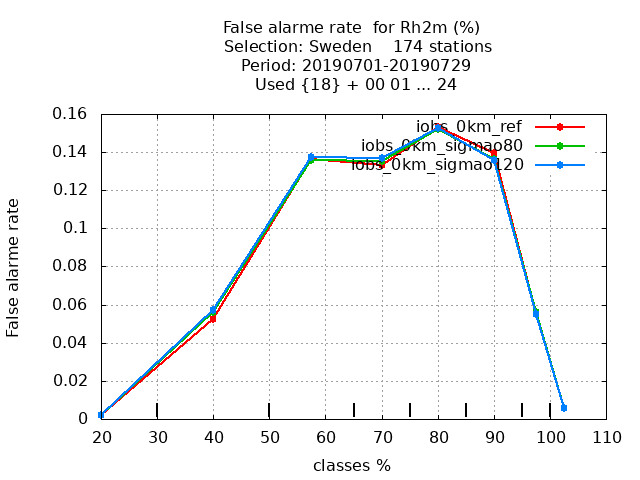 False alarme rate  for Rh2m (%)
Selection: Sweden    174 stations
Period: 20190701-20190729
Used {18} + 00 01 ... 24
iobs_0km_ref
iobs_0km_sigmao80
iobs_0km_sigmao120
0.16
0.14
0.12
0.1
0.08
0.06
0.04
0.02
0
False alarme rate
20 30 40 50 60 70 80 90 100 110
classes %